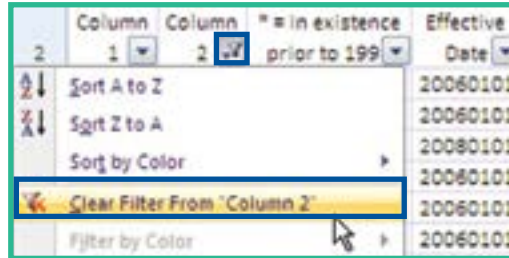 Column Column * = in existence Effective
2 1 2 prior to 199 Date
Sort A to Z 20060101
Sort Z to A 20060101
20080101
Sort by Color
20060101
Clear Filter From "Column 2" 20060101
Filter by Color 20060101